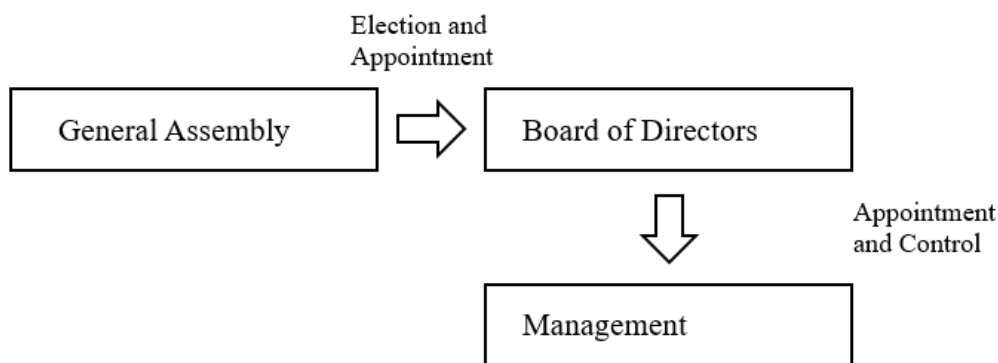 Election and
Appointment
General Assembly
Board of Directors
Appointment
and Control
Management